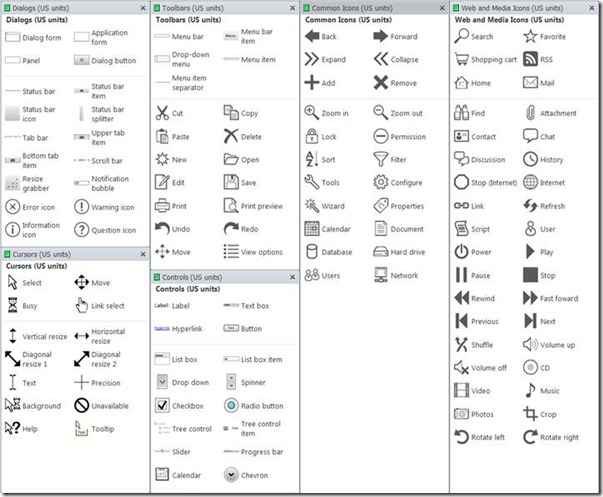 Dialogs (US units)
Dialogs (US units)
Dialog form
Application form
Panel
Dialog button
Status bar
Status bar item
Status bar icon
Status bar splitter
Tab bar
Upper tab item
Bottom tab item
Scroll bar
Resize grabber
Notification bubble
Error icon
Warning icon
Information icon
Question icon
Cursors (US units)
Cursors (US units)
Select
Move
Busy
Link select
Vertical resize
Horizontal resize
Diagonal resize 1
Diagonal resize 2
Text
Precision
Background
Unavailable
Help
Tooltip
Toolbars (US units)
Toolbars (US units)
Menu bar
Menu bar item
Drop-down menu
Menu item
Menu item separator
Cut
Copy
Paste
Delete
New
Open
Edit
Save
Print
Print preview
Undo
Redo
Move
View options
Controls (US units)
Controls (US units)
Label
Text box
Hyperlink
Button
List box
List box item
Drop down
Spinner
Checkbox
Radio button
Tree control
Tree control item
Slider
Progress bar
Calendar
Chevron
Common Icons (US units)
Common Icons (US units)
Back
Forward
Expand
Collapse
Add
Remove
Zoom in
Zoom out
Lock
Permission
Sort
Filter
Tools
Configure
Wizard
Properties
Calendar
Document
Database
Hard drive
Users
Network
Web and Media Icons (US units)
Web and Media Icons (US units)
Search
Favorite
Shopping cart
RSS
Home
Mail
Find
Attachment
Contact
Chat
Discussion
History
Stop (Internet)
Internet
Link
Refresh
Script
User
Power
Play
Pause
Stop
Rewind
Fast foward
Previous
Next
Shuffle
Volume up
Volume off
CD
Video
Music
Photos
Crop
Rotate left
Rotate right